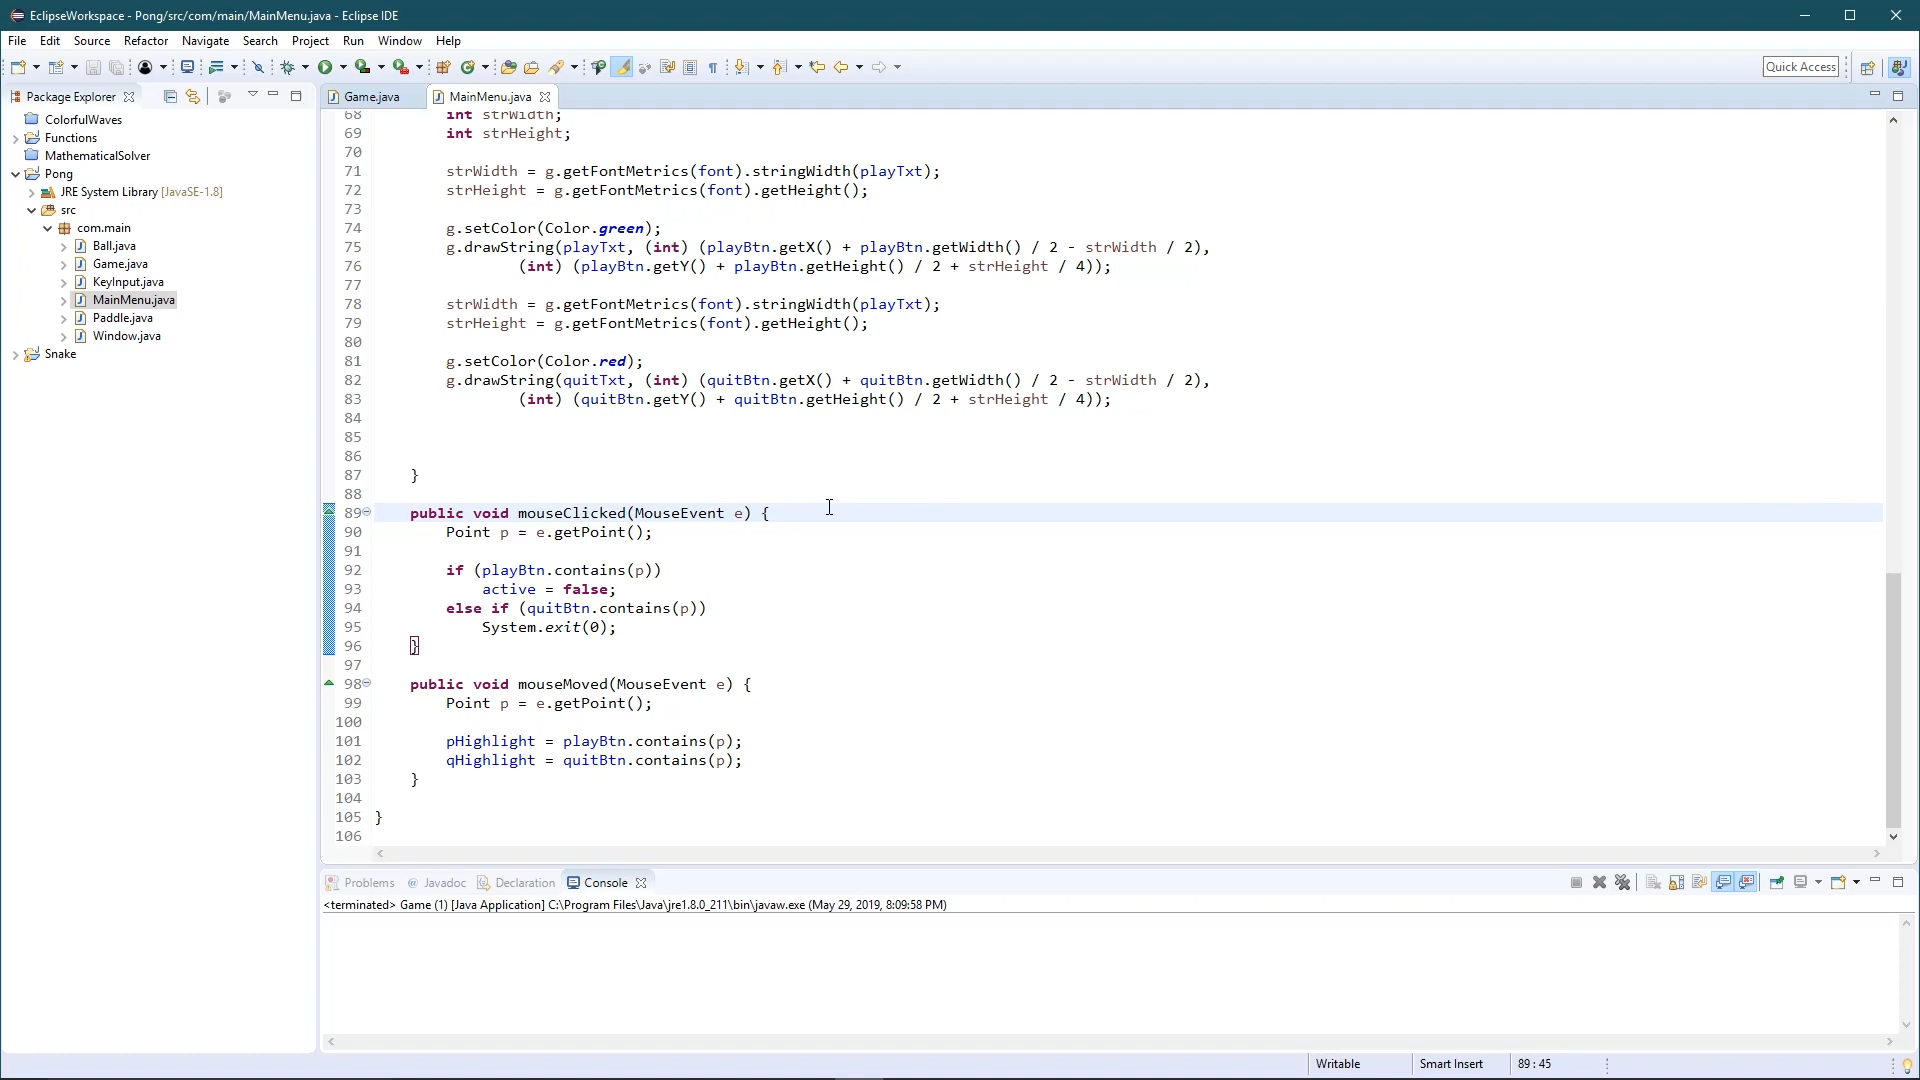 EclipseWorkspace - Pong/src/com/main/MainMenu.java - Eclipse IDE
File Edit Source Refactor Navigate Search Project Run Window Help
Quick Access
Package Explorer
ColorfulWaves
Functions
MathematicalSolver
Pong
JRE System Library [JavaSE-1.8]
src
com.main
Ball.java
Game.java
KeyInput.java
MainMenu.java
Paddle.java
Window.java
Snake
Game.java MainMenu.java
68 int strWidth;
69 int strHeight;
70
71 strWidth = g.getFontMetrics(font).stringWidth(playTxt);
72 strHeight = g.getFontMetrics(font).getHeight();
73
74 g.setColor(Color.green);
75 g.drawString(playTxt, (int) (playBtn.getX() + playBtn.getWidth() / 2 - strWidth / 2),
76 (int) (playBtn.getY() + playBtn.getHeight() / 2 + strHeight / 4));
77
78 strWidth = g.getFontMetrics(font).stringWidth(playTxt);
79 strHeight = g.getFontMetrics(font).getHeight();
80
81 g.setColor(Color.red);
82 g.drawString(quitTxt, (int) (quitBtn.getX() + quitBtn.getWidth() / 2 - strWidth / 2),
83 (int) (quitBtn.getY() + quitBtn.getHeight() / 2 + strHeight / 4));
84
85
86
87 }
88
89 public void mouseClicked(MouseEvent e) {
90 Point p = e.getPoint();
91
92 if (playBtn.contains(p))
93 active = false;
94 else if (quitBtn.contains(p))
95 System.exit(0);
96 }
97
98 public void mouseMoved(MouseEvent e) {
99 Point p = e.getPoint();
100
101 pHighlight = playBtn.contains(p);
102 qHighlight = quitBtn.contains(p);
103 }
104
105 }
106
Problems Javadoc Declaration Console
<terminated> Game (1) [Java Application] C:\Program Files\Java\jre1.8.0_211\bin\javaw.exe (May 29, 2019, 8:09:58 PM)
Writable Smart Insert 89 : 45